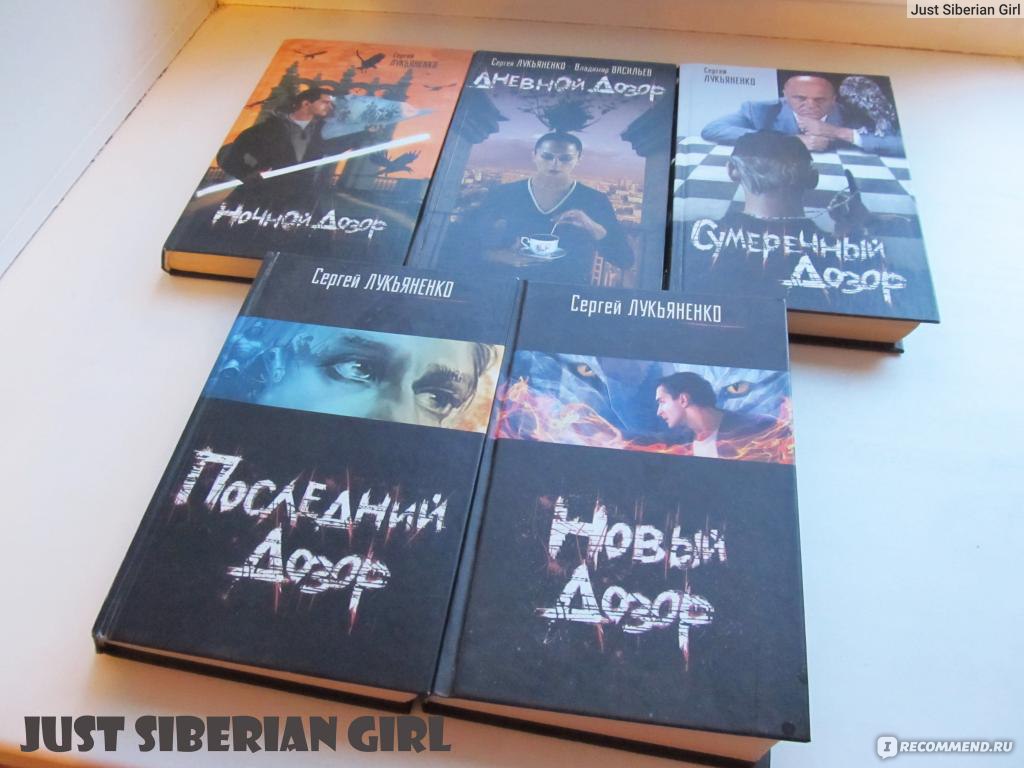 Just Siberian Girl
Сергей
ЛУКЬЯНЕНКО
Ночной Дозор
Сергей ЛУКЬЯНЕНКО · Владимир ВАСИЛЬЕВ
Дневной Дозор
Сергей
ЛУКЬЯНЕНКО
Сумеречный
Дозор
Сергей ЛУКЬЯНЕНКО
Последний
Дозор
Сергей ЛУКЬЯНЕНКО
Новый
Дозор
JUST SIBERIAN GIRL
I RECOMMEND.RU